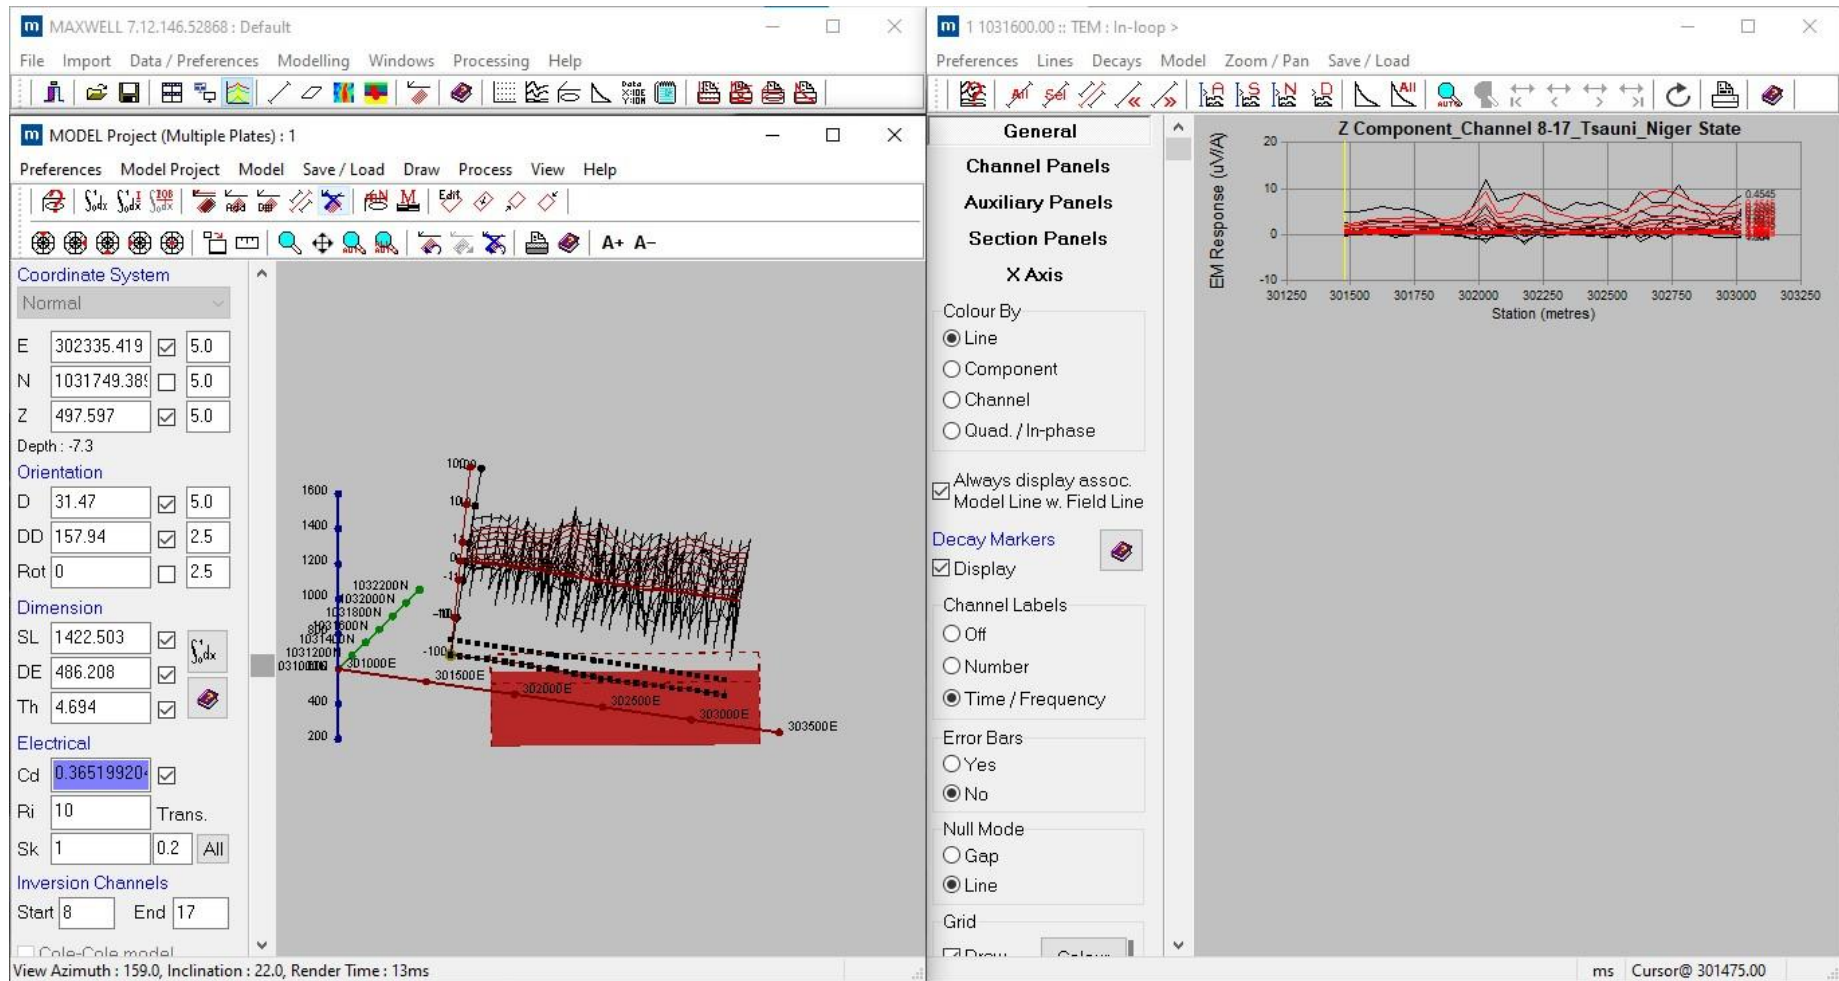 MAXWELL 7.12.146.52868 : Default
File Import Data / Preferences Modelling Windows Processing Help
MODEL Project (Multiple Plates) : 1
Preferences Model Project Model Save / Load Draw Process View Help
Edit
A+ A-
Coordinate System
Normal
E 302335.419 5.0
N 1031749.38 5.0
Z 497.597 5.0
Depth : -7.3
Orientation
D 31.47 5.0
DD 157.94 2.5
Rot 0 2.5
Dimension
SL 1422.503
DE 486.208
Th 4.694
Electrical
Cd 0.36519920
Ri 10 Trans.
Sk 1 0.2 All
Inversion Channels
Start 8 End 17
Cole-Cole model
View Azimuth : 159.0, Inclination : 22.0, Render Time : 13ms
1600
1400
1200
1000
400
200
1032200N
1032000N
1031800N
301000E
301500E
302000E
302500E
303000E
303500E
1 1031600.00 :: TEM : In-loop >
Preferences Lines Decays Model Zoom / Pan Save / Load
General
Channel Panels
Auxiliary Panels
Section Panels
X Axis
Colour By
Line
Component
Channel
Quad. / In-phase
Always display assoc.
Model Line w. Field Line
Decay Markers
Display
Channel Labels
Off
Number
Time / Frequency
Error Bars
Yes
No
Null Mode
Gap
Line
Grid
Draw Colour
Z Component_Channel 8-17_Tsauni_Niger State
EM Response (uV/A)
20
10
0
-10
0.4545
301250 301500 301750 302000 302250 302500 302750 303000 303250
Station (metres)
ms Cursor@ 301475.00